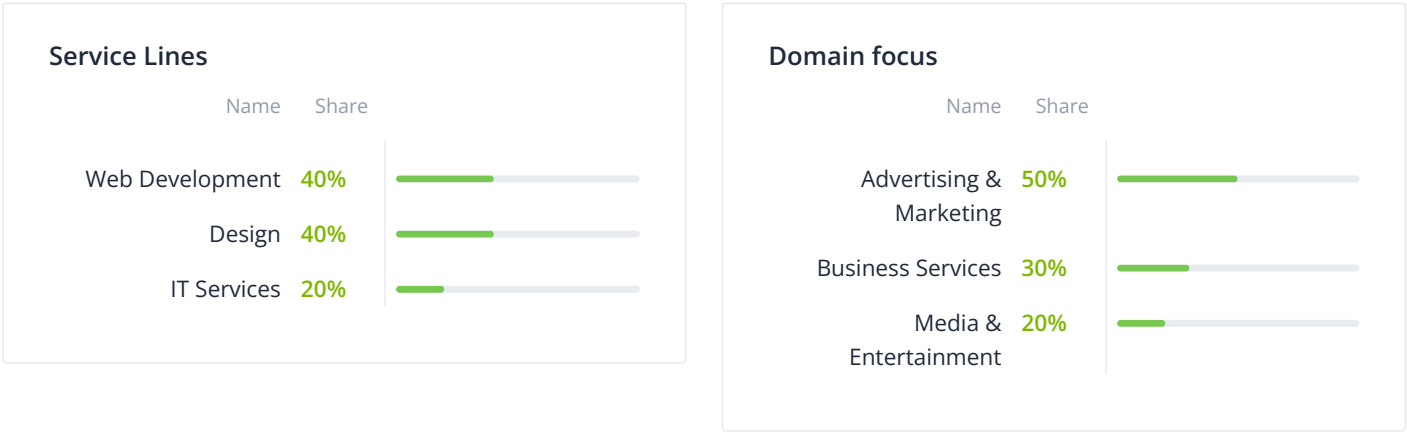 Service Lines
Name Share
Web Development 40%
Design 40%
IT Services 20%
Domain focus
Name Share
Advertising & 50%
Marketing
Business Services 30%
Media & 20%
Entertainment